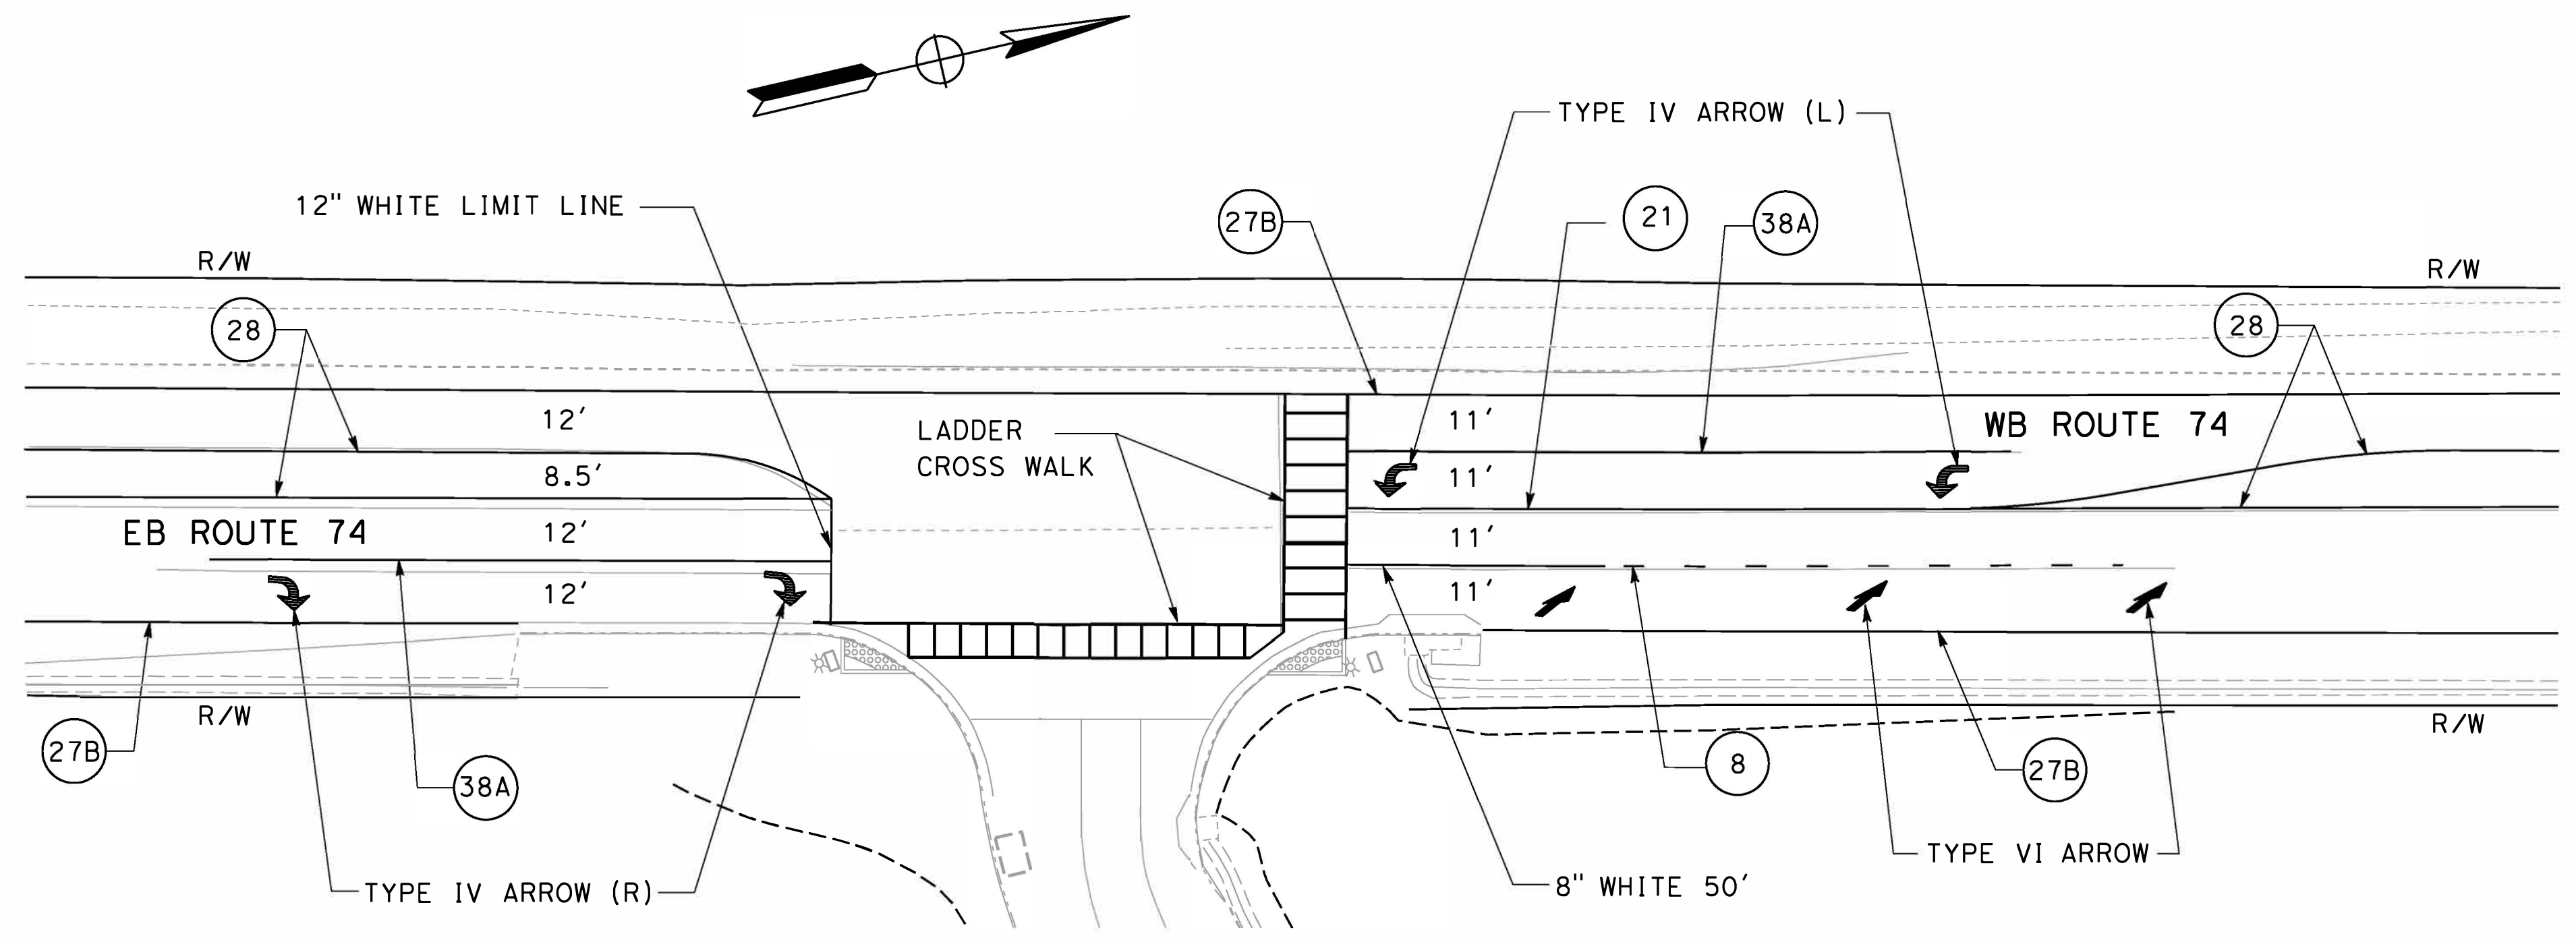 TYPE IV ARROW (L)
12" WHITE LIMIT LINE
27B
21
38A
R/W
R/W
28
28
12'
11'
WB ROUTE 74
LADDER
CROSS WALK
8.5'
11'
EB ROUTE 74
12'
11'
12'
11'
R/W
R/W
27B
38A
8
27B
TYPE VI ARROW
TYPE IV ARROW (R)
8" WHITE 50'